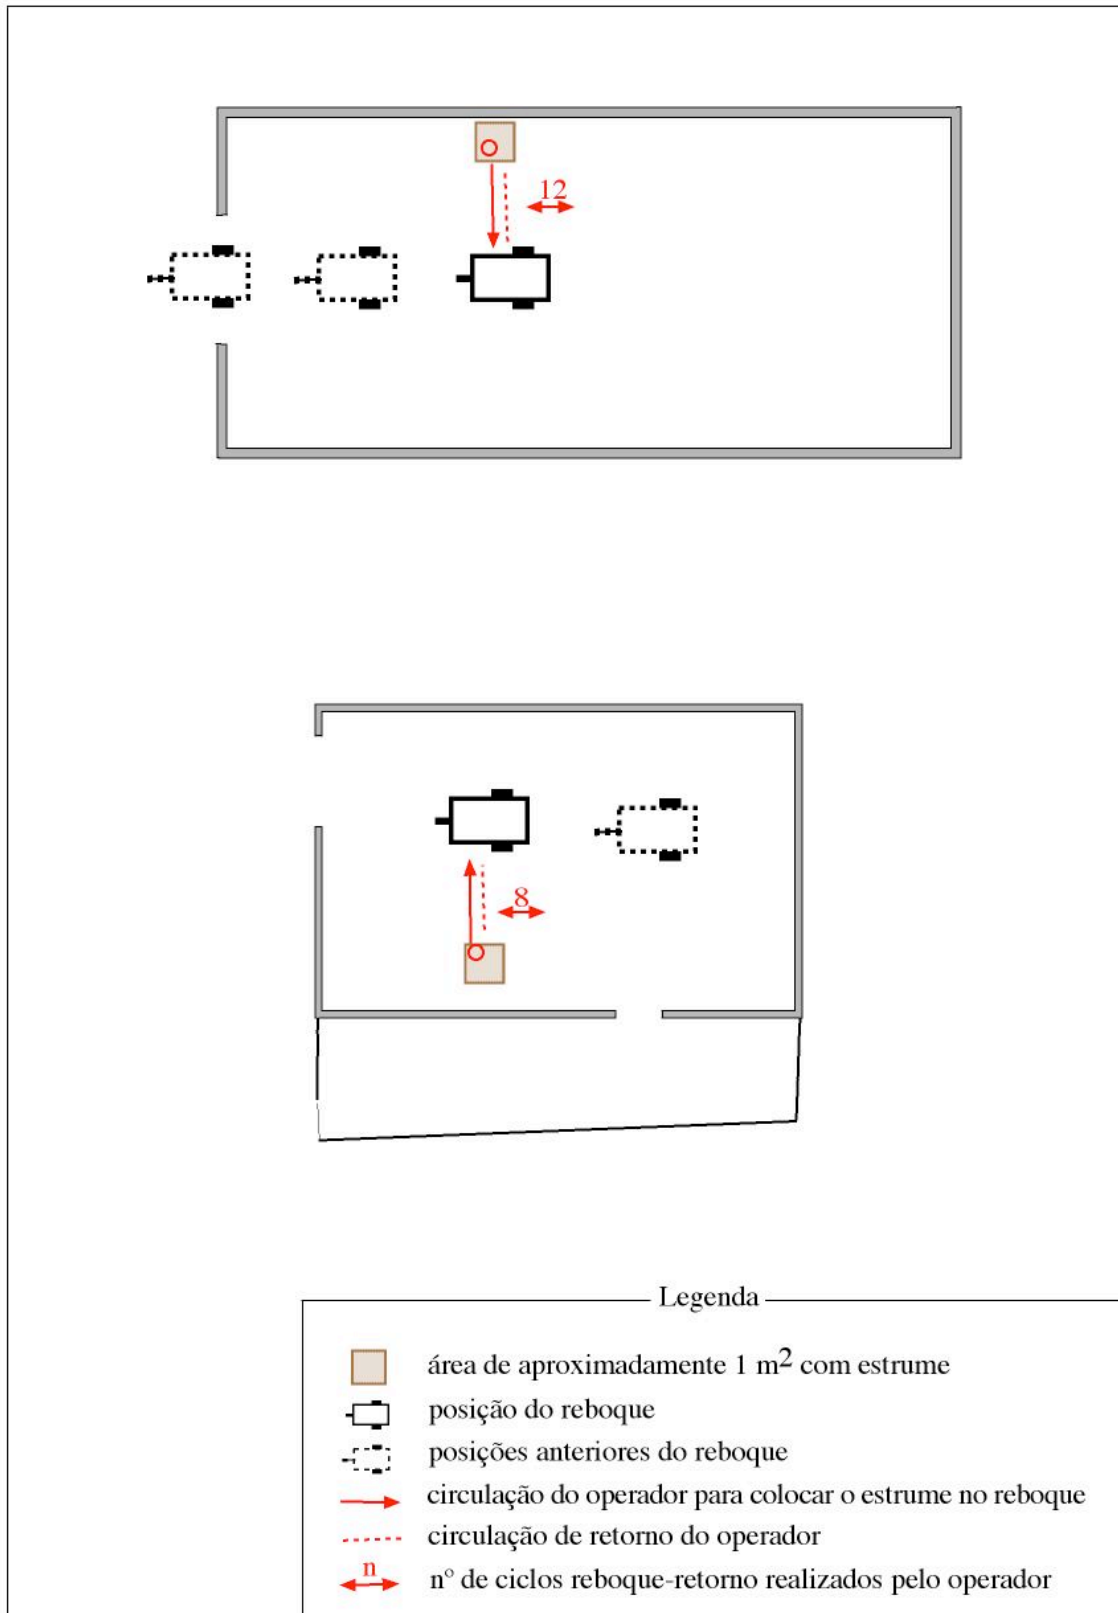 12
8
Legenda
área de aproximadamente 1 m² com estrume
posição do reboque
posições anteriores do reboque
circulação do operador para colocar o estrume no reboque
circulação de retorno do operador
n nº de ciclos reboque-retorno realizados pelo operador